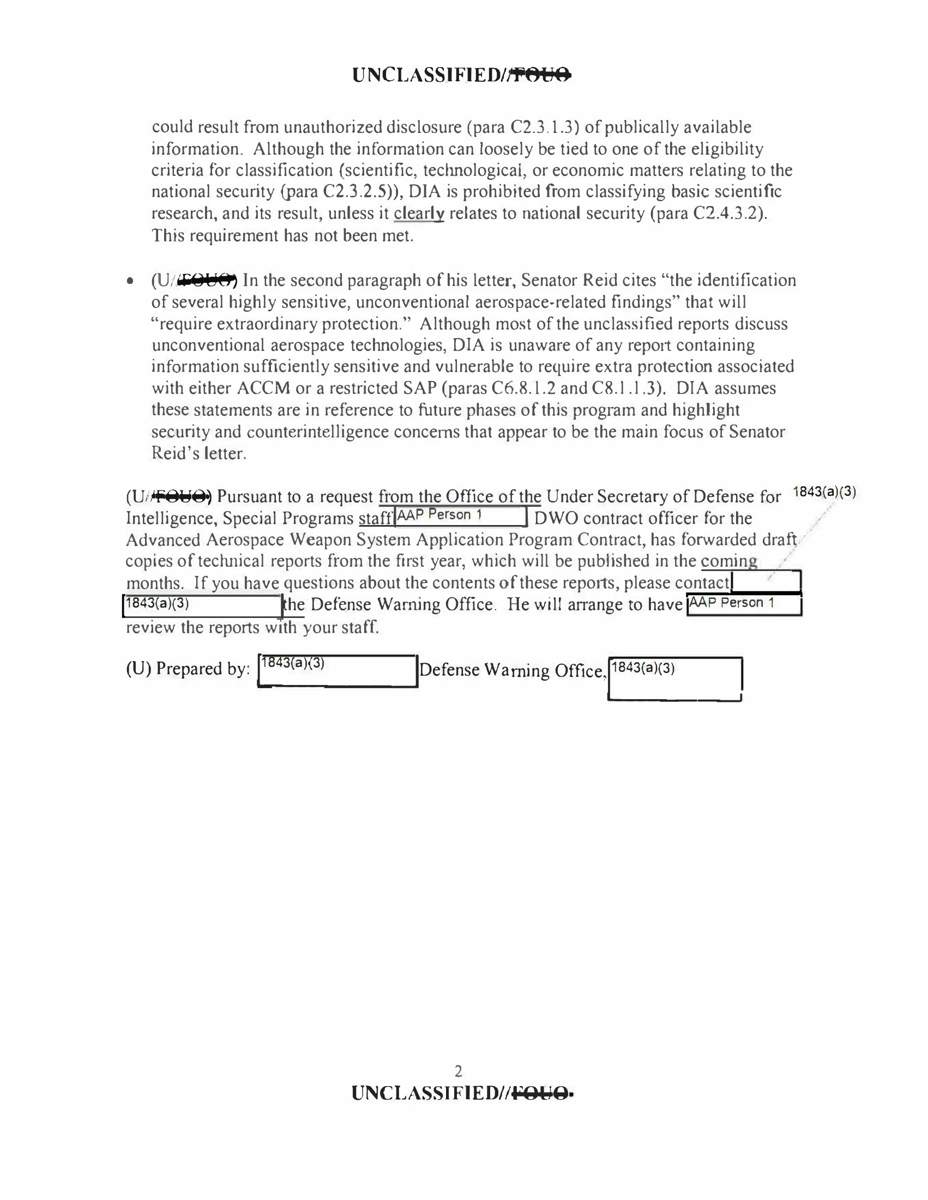 UNCLASSIFIED//FOUO
could result from unauthorized disclosure (para C2.3.1.3) of publically available
information. Although the information can loosely be tied to one of the eligibility
criteria for classification (scientific, technological, or economic matters relating to the
national security (para C2.3.2.5)), DIA is prohibited from classifying basic scientific
research, and its result, unless it clearly relates to national security (para C2.4.3.2).
This requirement has not been met.
• (U//FOUO) In the second paragraph of his letter, Senator Reid cites “the identification
of several highly sensitive, unconventional aerospace-related findings” that will
“require extraordinary protection.” Although most of the unclassified reports discuss
unconventional aerospace technologies, DIA is unaware of any report containing
information sufficiently sensitive and vulnerable to require extra protection associated
with either ACCM or a restricted SAP (paras C6.8.1.2 and C8.1.1.3). DIA assumes
these statements are in reference to future phases of this program and highlight
security and counterintelligence concerns that appear to be the main focus of Senator
Reid’s letter.
(U//FOUO) Pursuant to a request from the Office of the Under Secretary of Defense for 1843(a)(3)
Intelligence, Special Programs staff AAP Person 1 DWO contract officer for the
Advanced Aerospace Weapon System Application Program Contract, has forwarded draft
copies of technical reports from the first year, which will be published in the coming
months. If you have questions about the contents of these reports, please contact
1843(a)(3) the Defense Warning Office. He will arrange to have AAP Person 1
review the reports with your staff.
(U) Prepared by: 1843(a)(3) Defense Warning Office, 1843(a)(3)
2
UNCLASSIFIED//FOUO